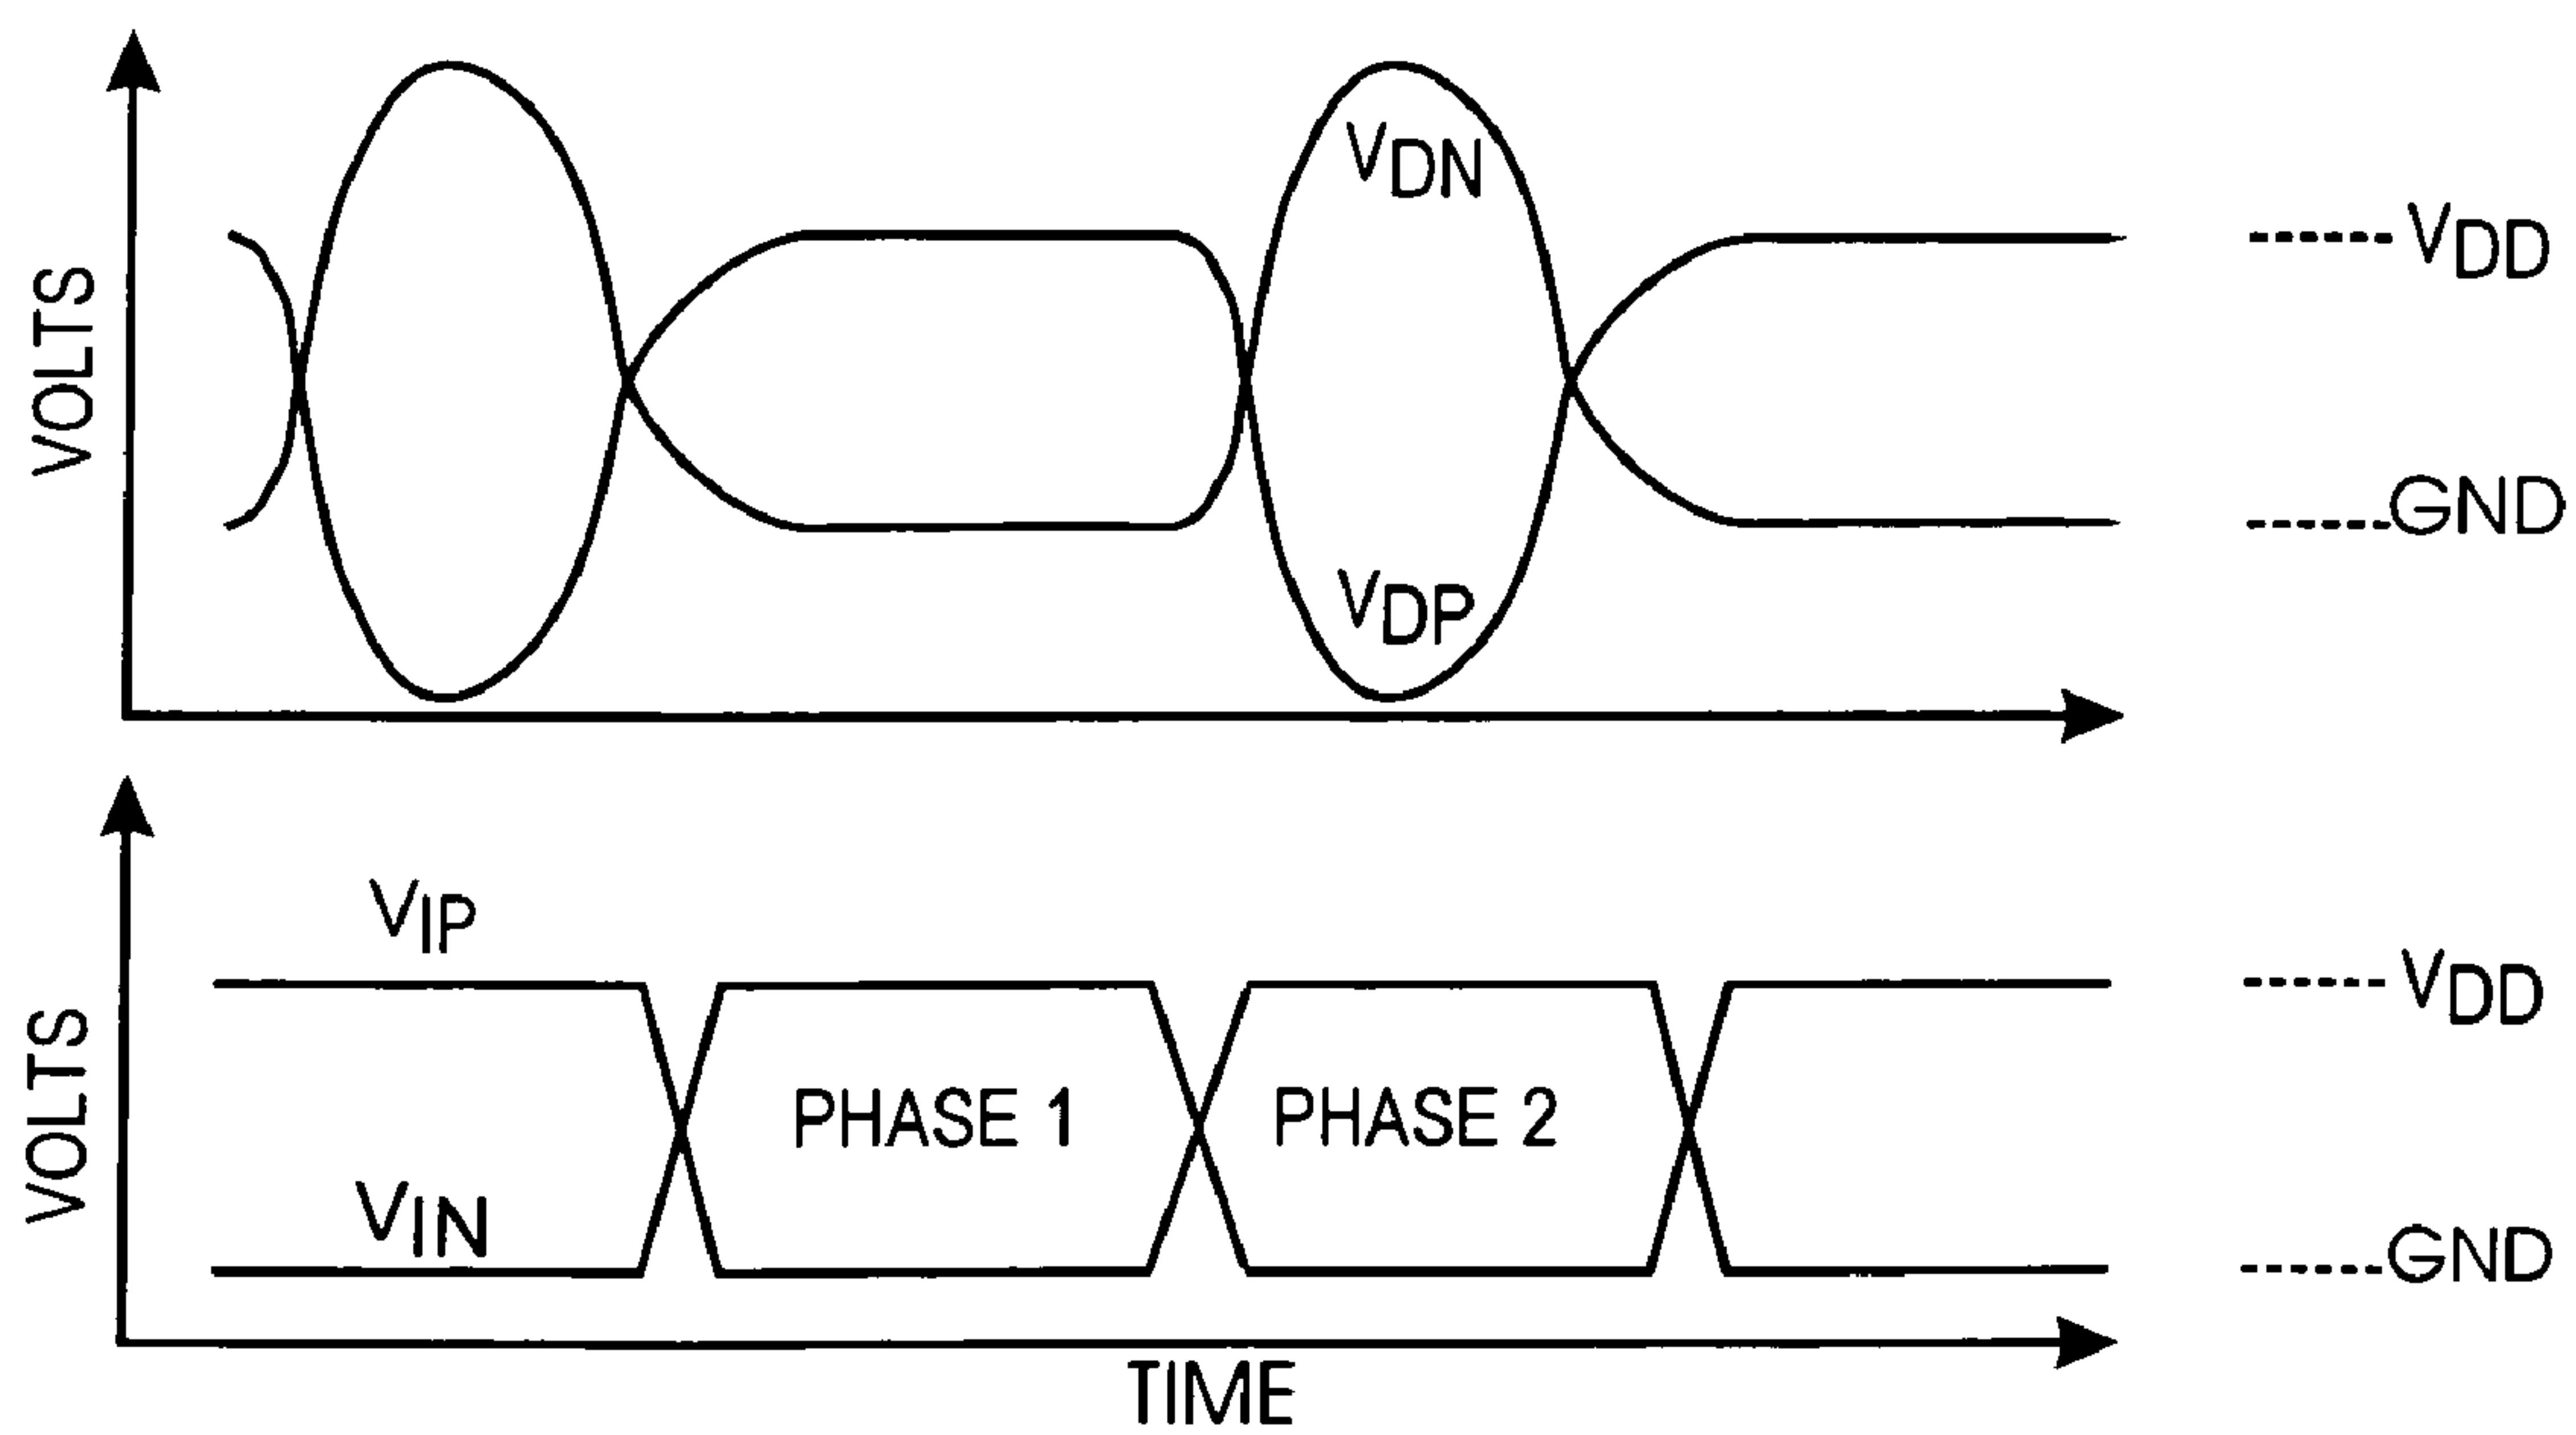 VOLTS
VDN
VDP
VDD
GND
VOLTS
VIP
VIN
PHASE 1
PHASE 2
VDD
GND
TIME